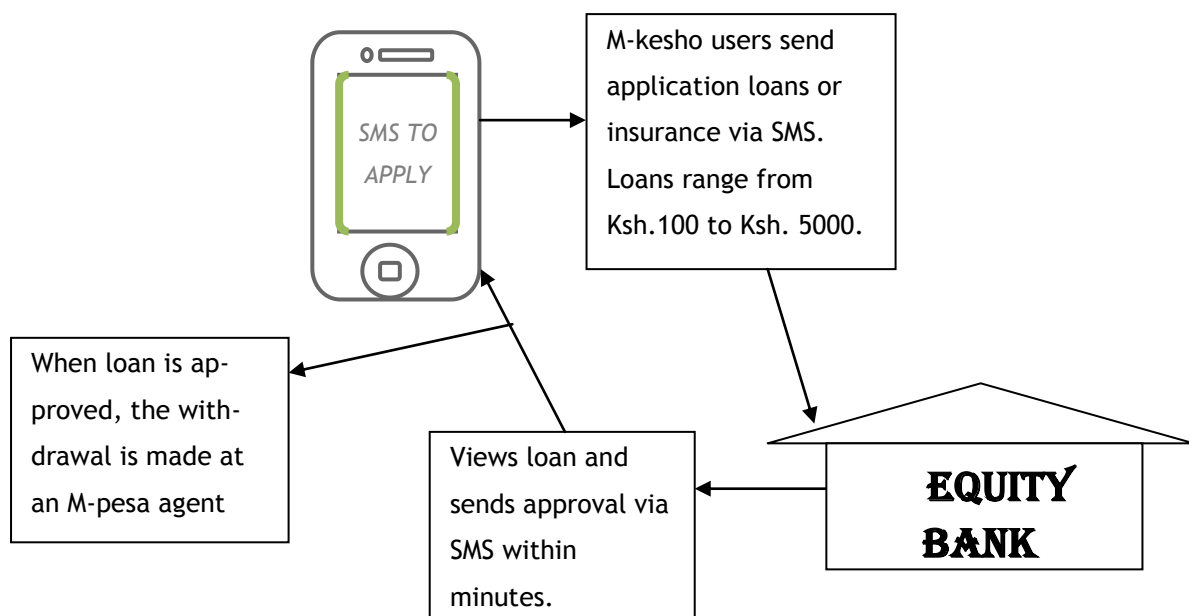 SMS TO
APPLY
M-kesho users send
application loans or
insurance via SMS.
Loans range from
Ksh.100 to Ksh. 5000.
When loan is ap-
proved, the with-
drawal is made at
an M-pesa agent
Views loan and
sends approval via
SMS within
minutes.
EQUITY
BANK